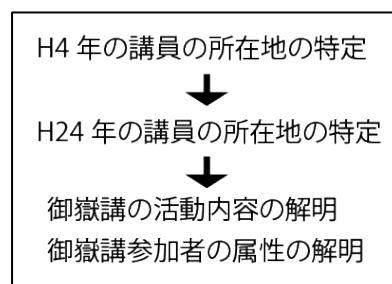 H4 年の講員の所在地の特定
H24 年の講員の所在地の特定
御嶽講の活動内容の解明
御嶽講参加者の属性の解明